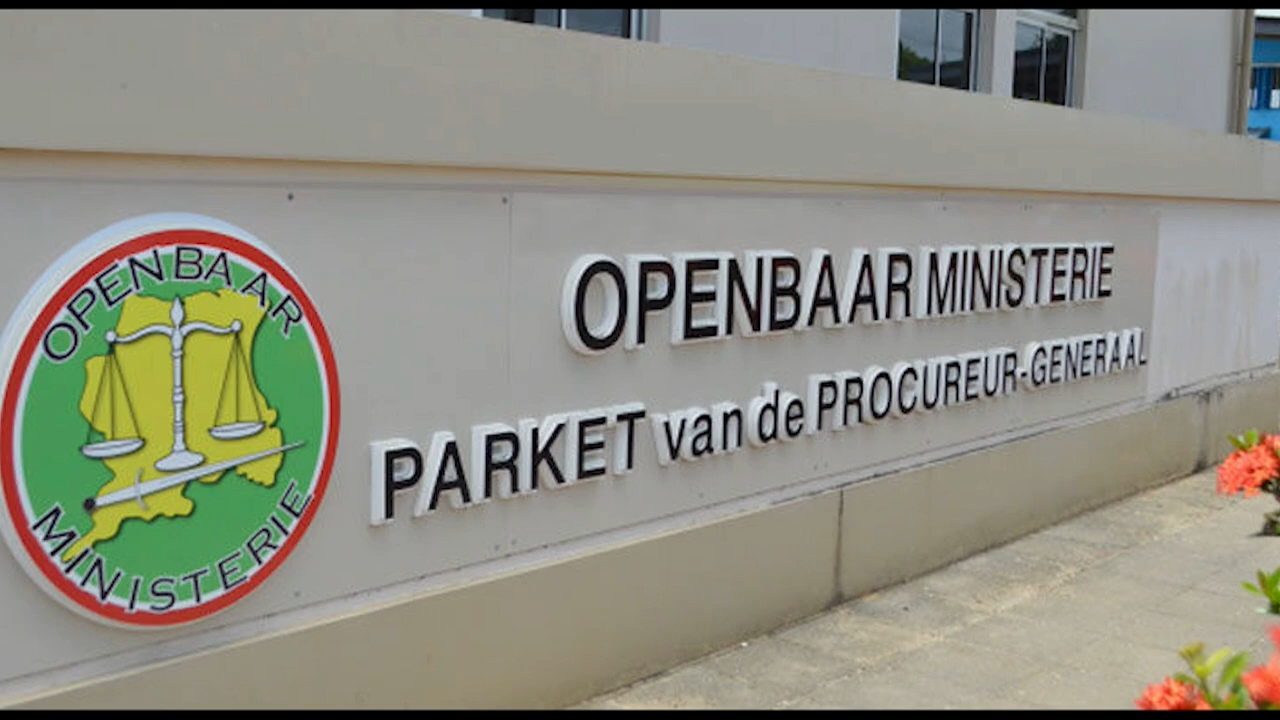 OPENBAAR
MINISTERIE
OPENBAAR MINISTERIE
PARKET van de PROCUREUR-GENERAAL